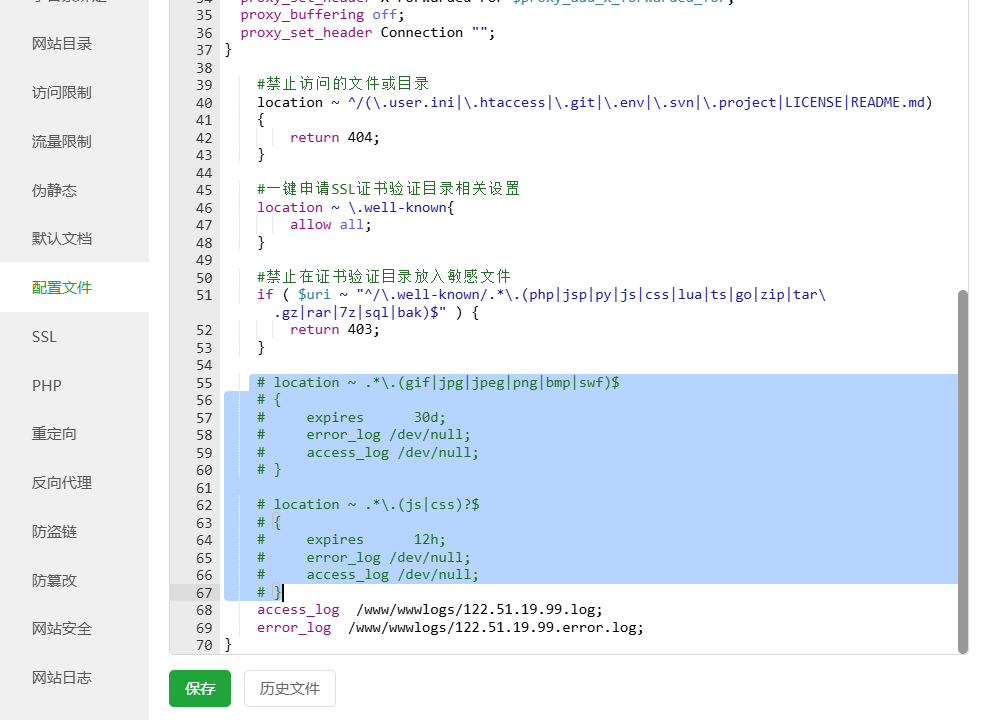 网站目录
访问限制
流量限制
伪静态
默认文档
配置文件
SSL
PHP
重定向
反向代理
防盗链
防篡改
网站安全
网站日志
35 proxy_buffering off;
36 proxy_set_header Connection "";
37 }
38
39 #禁止访问的文件或目录
40 location ~ ^/(\.user.ini|\.htaccess|\.git|\.env|\.svn|\.project|LICENSE|README.md)
41 {
42 return 404;
43 }
44
45 #一键申请SSL证书验证目录相关设置
46 location ~ \.well-known{
47 allow all;
48 }
49
50 #禁止在证书验证目录放入敏感文件
51 if ( $uri ~ "^/\.well-known/.*\.(php|jsp|py|js|css|lua|ts|go|zip|tar\
.gz|rar|7z|sql|bak)$" ) {
52 return 403;
53 }
54
55 # location ~ .*\.(gif|jpg|jpeg|png|bmp|swf)$
56 # {
57 # expires 30d;
58 # error_log /dev/null;
59 # access_log /dev/null;
60 # }
61
62 # location ~ .*\.(js|css)?$
63 # {
64 # expires 12h;
65 # error_log /dev/null;
66 # access_log /dev/null;
67 # }
68 access_log /www/wwwlogs/122.51.19.99.log;
69 error_log /www/wwwlogs/122.51.19.99.error.log;
70 }
保存
历史文件